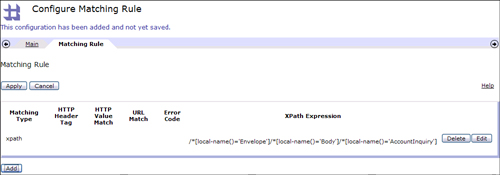 Configure Matching Rule
This configuration has been added and not yet saved.
Main Matching Rule
Matching Rule
Apply Cancel Help
Matching Type HTTP Header Tag HTTP Value Match URL Match Error Code XPath Expression
xpath /*[local-name()='Envelope']/*[local-name()='Body']/*[local-name()='AccountInquiry'] Delete Edit
Add